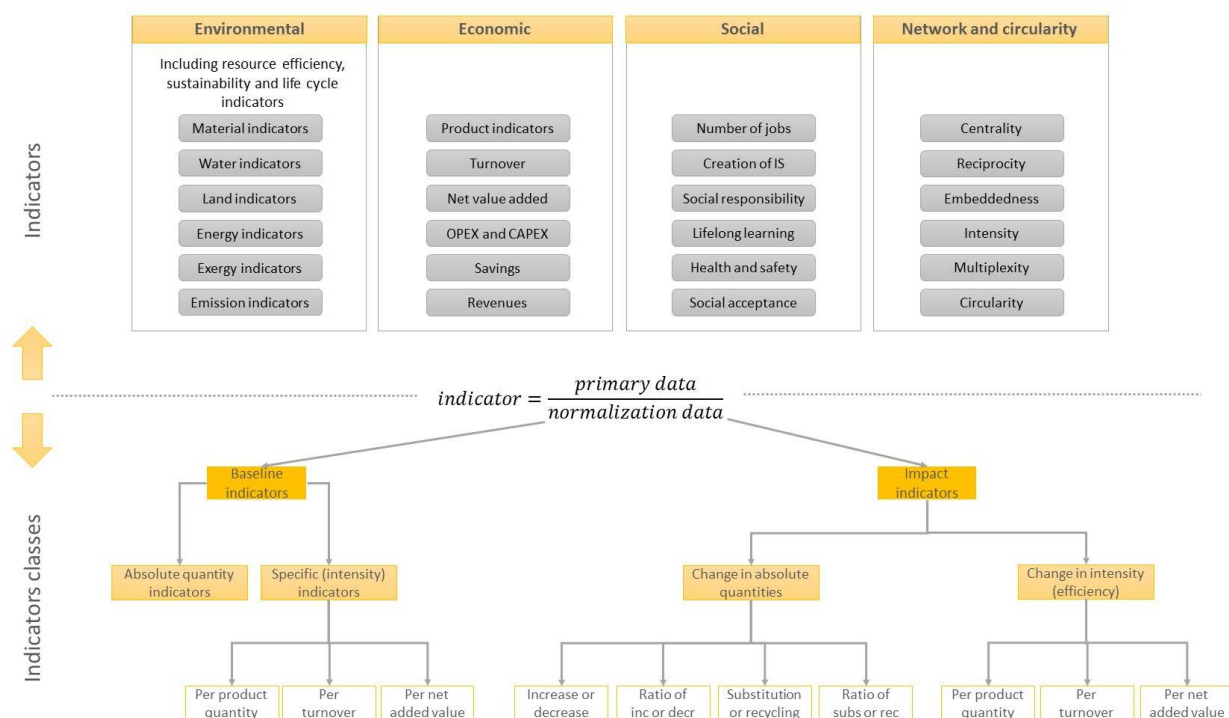 Environmental
Including resource efficiency,
sustainability and life cycle
indicators
Material indicators
Water indicators
Land indicators
Energy indicators
Exergy indicators
Emission indicators
Economic
Product indicators
Turnover
Net value added
OPEX and CAPEX
Savings
Revenues
Social
Number of jobs
Creation of IS
Social responsibility
Lifelong learning
Health and safety
Social acceptance
Network and circularity
Centrality
Reciprocity
Embeddedness
Intensity
Multiplexity
Circularity
Indicators
indicator = primary data / normalization data
Indicators classes
Baseline
indicators
Impact
indicators
Absolute quantity
indicators
Specific (intensity)
indicators
Change in absolute
quantities
Change in intensity
(efficiency)
Per product
quantity
Per
turnover
Per net
added value
Increase or
decrease
Ratio of
inc or decr
Substitution
or recycling
Ratio of
subs or rec
Per product
quantity
Per
turnover
Per net
added value